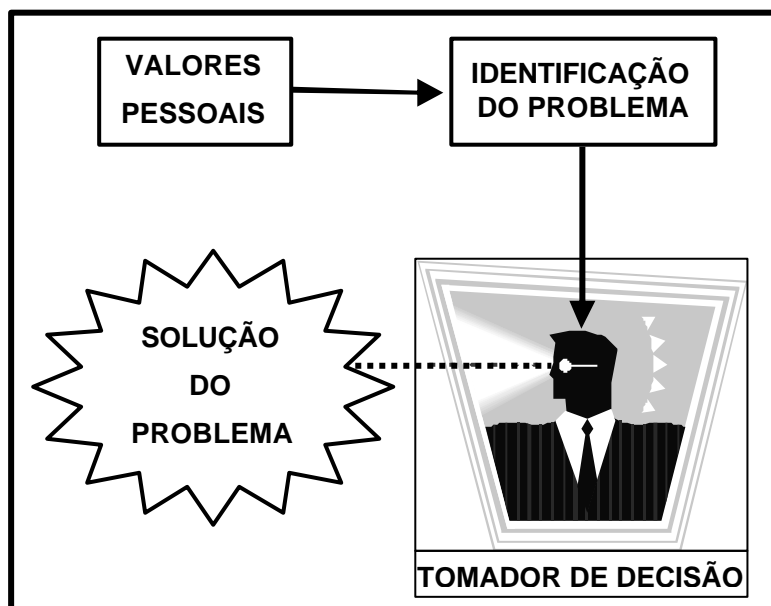 VALORES
PESSOAIS
IDENTIFICAÇÃO
DO PROBLEMA
SOLUÇÃO
DO
PROBLEMA
TOMADOR DE DECISÃO